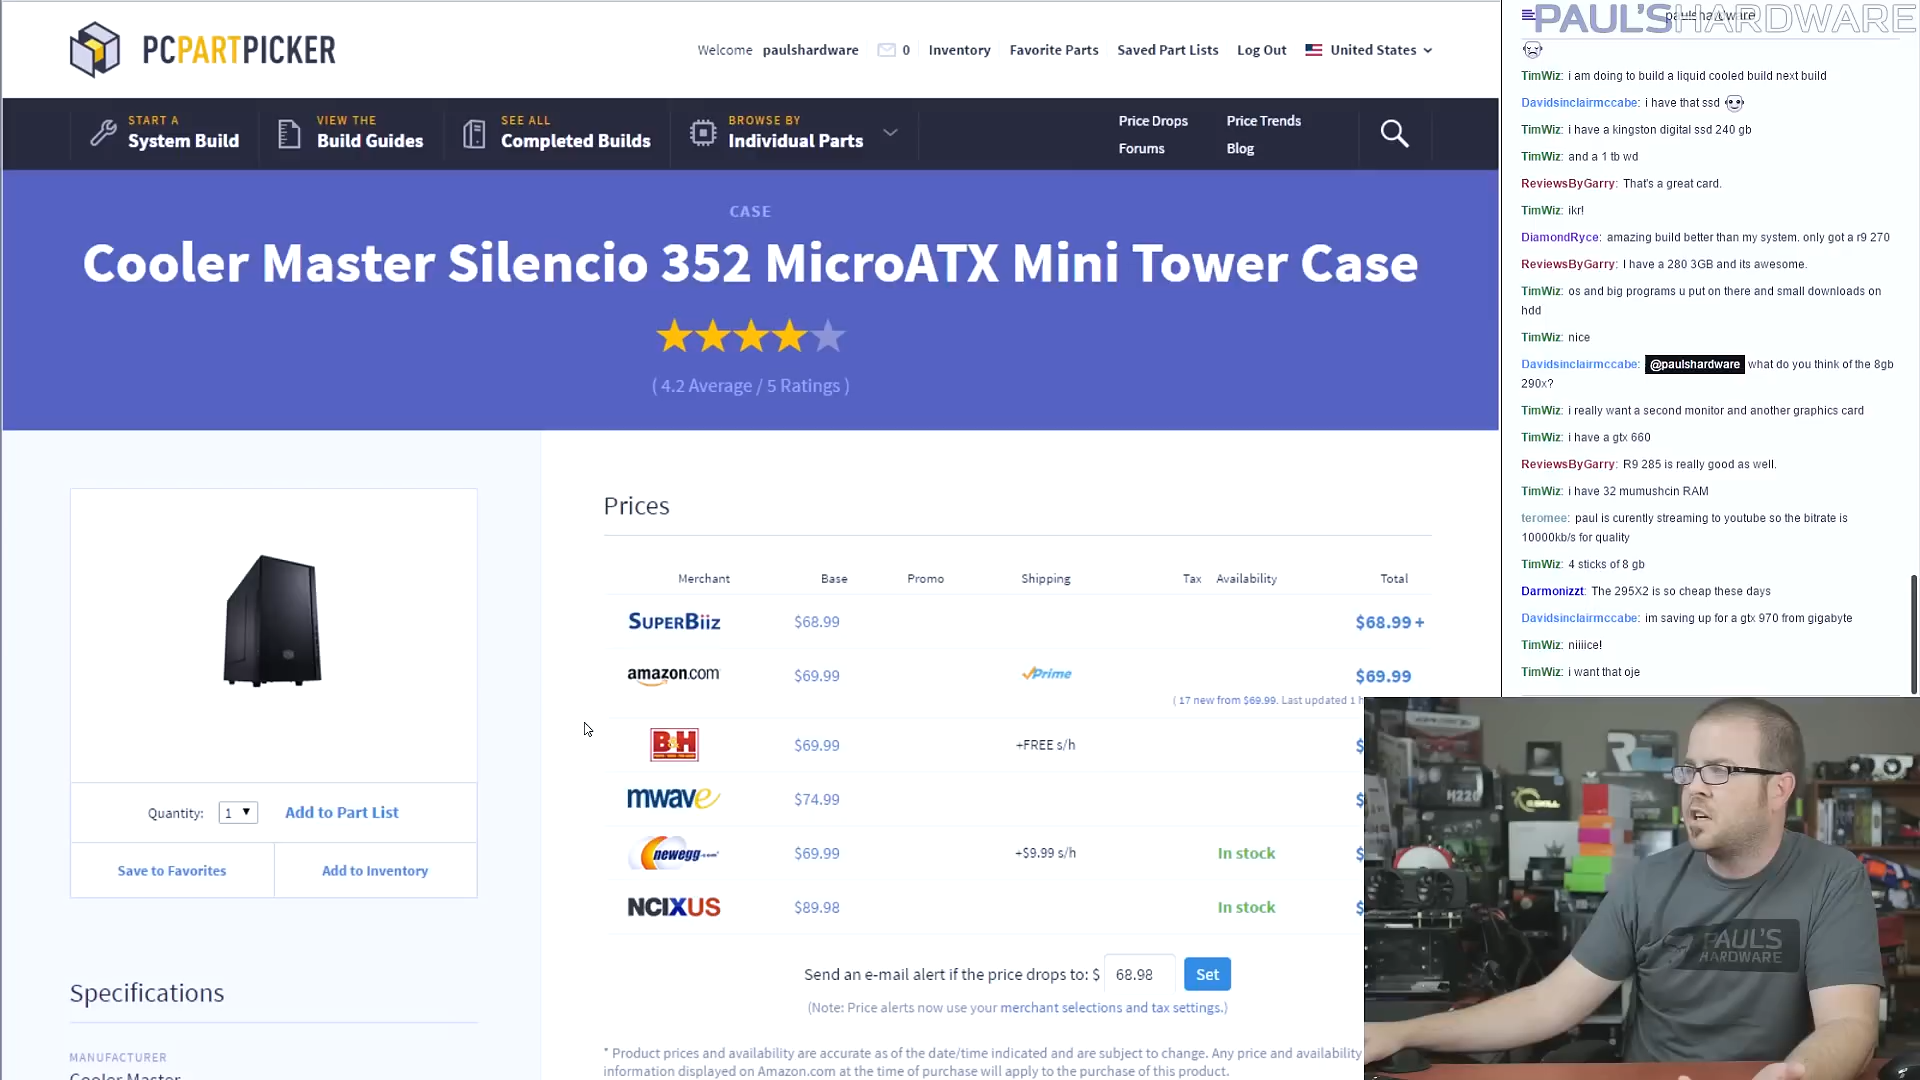 PCPARTPICKER
Welcome paulshardware 0 Inventory Favorite Parts Saved Part Lists Log Out United States
START A
System Build
VIEW THE
Build Guides
SEE ALL
Completed Builds
BROWSE BY
Individual Parts
Price Drops Price Trends
Forums Blog
CASE
Cooler Master Silencio 352 MicroATX Mini Tower Case
( 4.2 Average / 5 Ratings )
Quantity: 1 Add to Part List
Save to Favorites Add to Inventory
Specifications
MANUFACTURER
Cooler Master
Prices
Merchant Base Promo Shipping Tax Availability Total
SUPERBIIZ $68.99 $68.99 +
amazon.com $69.99 Prime $69.99
( 17 new from $69.99. Last updated 1 h
B&H $69.99 +FREE s/h $
mwave $74.99 $
newegg.com $69.99 +$9.99 s/h In stock $
NCIXUS $89.98 In stock $
Send an e-mail alert if the price drops to: $ 68.98 Set
(Note: Price alerts now use your merchant selections and tax settings.)
* Product prices and availability are accurate as of the date/time indicated and are subject to change. Any price and availability
information displayed on Amazon.com at the time of purchase will apply to the purchase of this product.
PAUL'SHARDWARE
paulshardware
TimWiz: i am doing to build a liquid cooled build next build
Davidsinclairmccabe: i have that ssd
TimWiz: i have a kingston digital ssd 240 gb
TimWiz: and a 1 tb wd
ReviewsByGarry: That's a great card.
TimWiz: ikr!
DiamondRyce: amazing build better than my system. only got a r9 270
ReviewsByGarry: I have a 280 3GB and its awesome.
TimWiz: os and big programs u put on there and small downloads on
hdd
TimWiz: nice
Davidsinclairmccabe: @paulshardware what do you think of the 8gb
290x?
TimWiz: i really want a second monitor and another graphics card
TimWiz: i have a gtx 660
ReviewsByGarry: R9 285 is really good as well.
TimWiz: i have 32 mumushcin RAM
teromee: paul is curently streaming to youtube so the bitrate is
10000kb/s for quality
TimWiz: 4 sticks of 8 gb
Darmonizzt: The 295X2 is so cheap these days
Davidsinclairmccabe: im saving up for a gtx 970 from gigabyte
TimWiz: niiiice!
TimWiz: i want that oje
H220
PAUL'S
HARDWARE